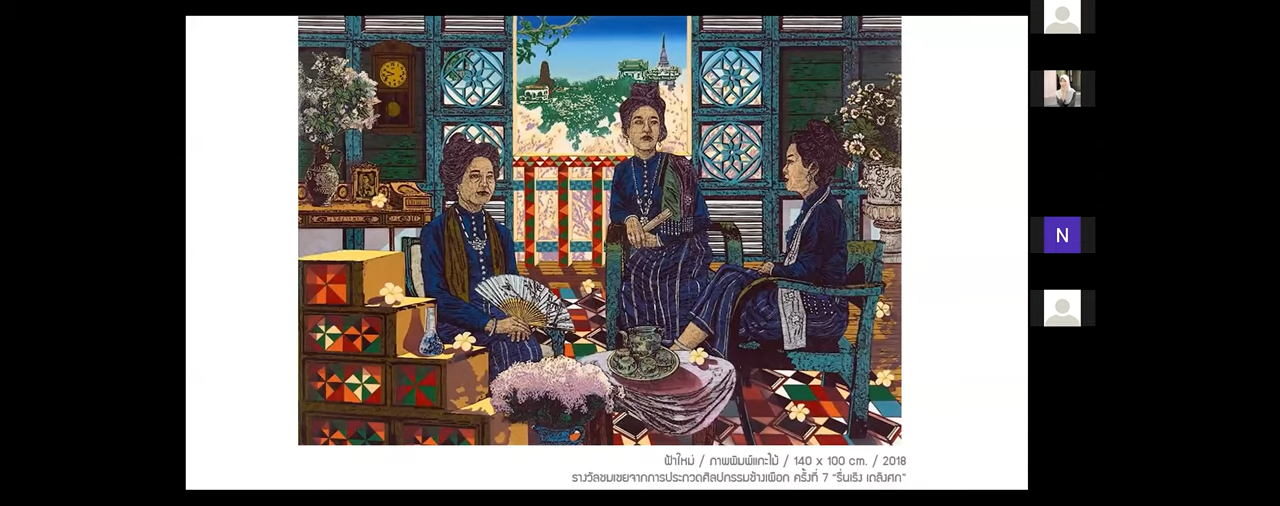 ฟ้าใหม่ / ภาพพิมพ์แกะไม้ / 140 x 100 cm. / 2018
รางวัลชมเชยจากการประกวดศิลปกรรมช้างเผือก ครั้งที่ 7 “รื่นเริง เถลิงศก”
N